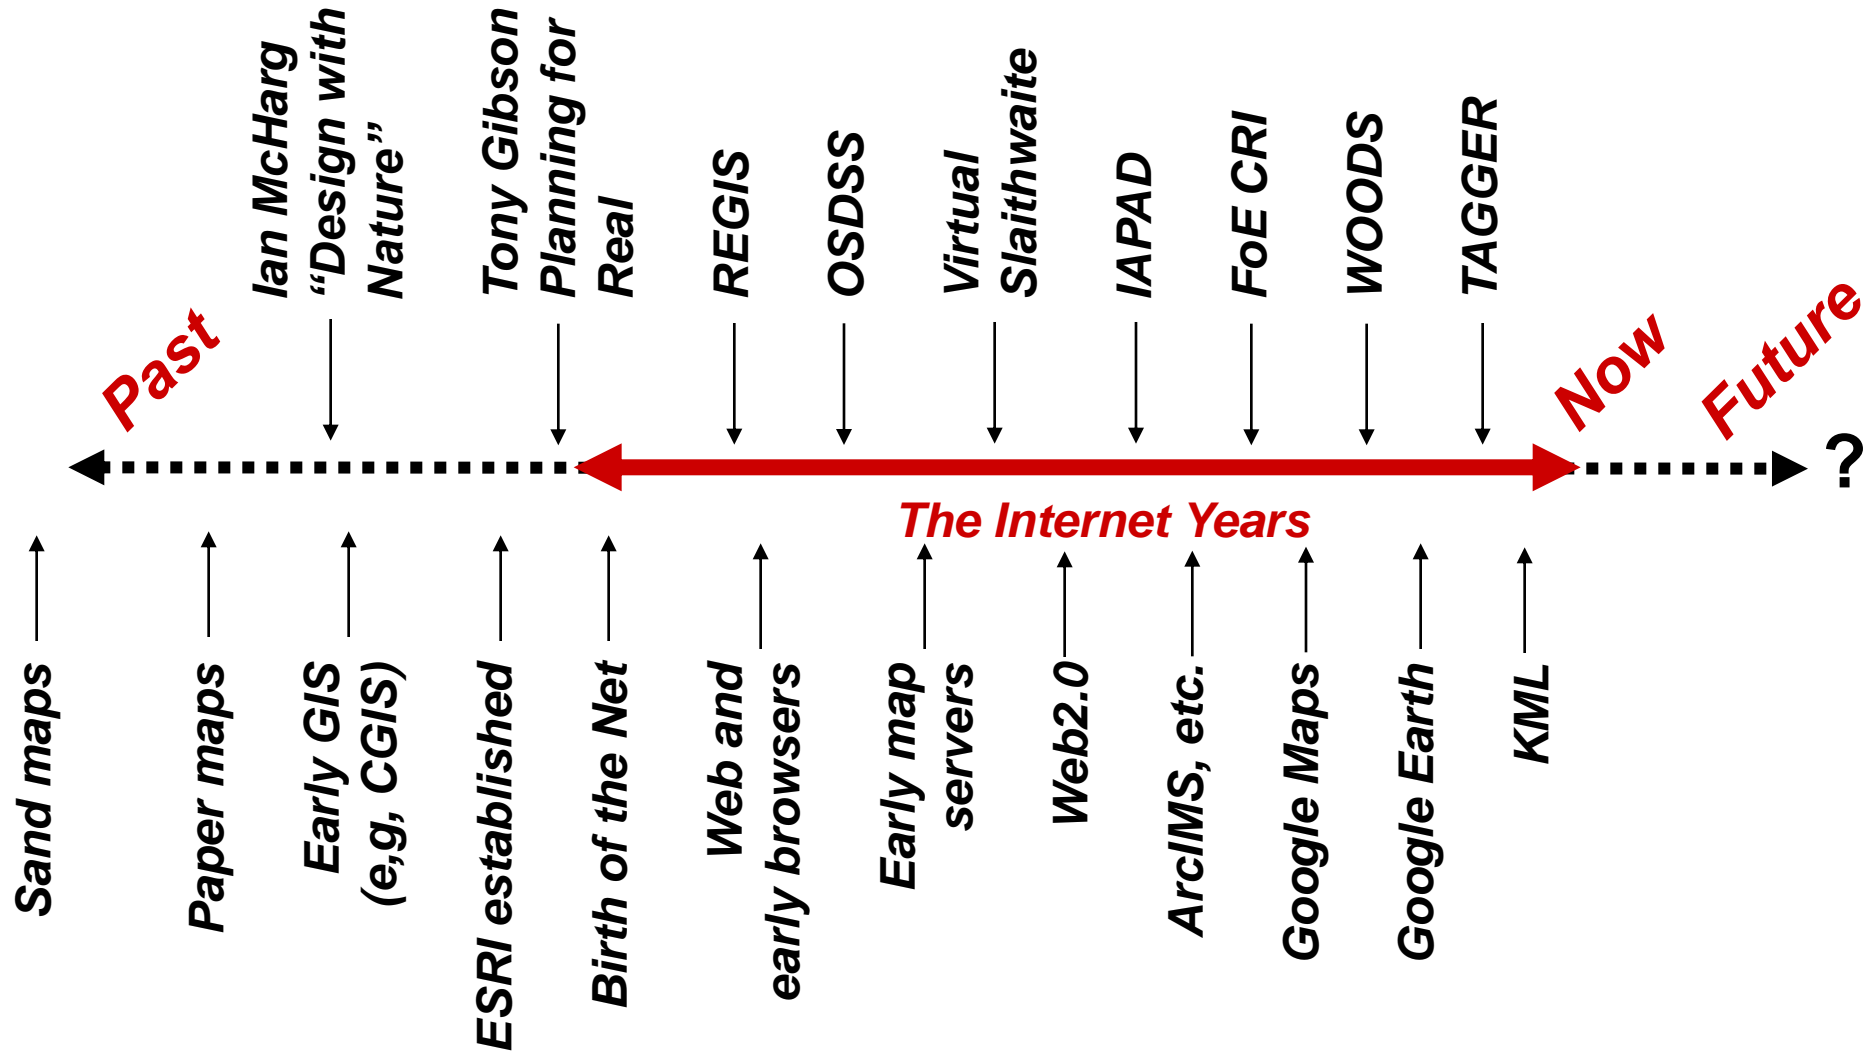 Ian McHarg
“Design with
Nature”
Tony Gibson
Planning for
Real
REGIS
OSDSS
Virtual
Slaithwaite
IAPAD
FoE CRI
WOODS
TAGGER
Past
Now
Future
?
The Internet Years
Sand maps
Paper maps
Early GIS
(e,g, CGIS)
ESRI established
Birth of the Net
Web and
early browsers
Early map
servers
Web2.0
ArcIMS, etc.
Google Maps
Google Earth
KML